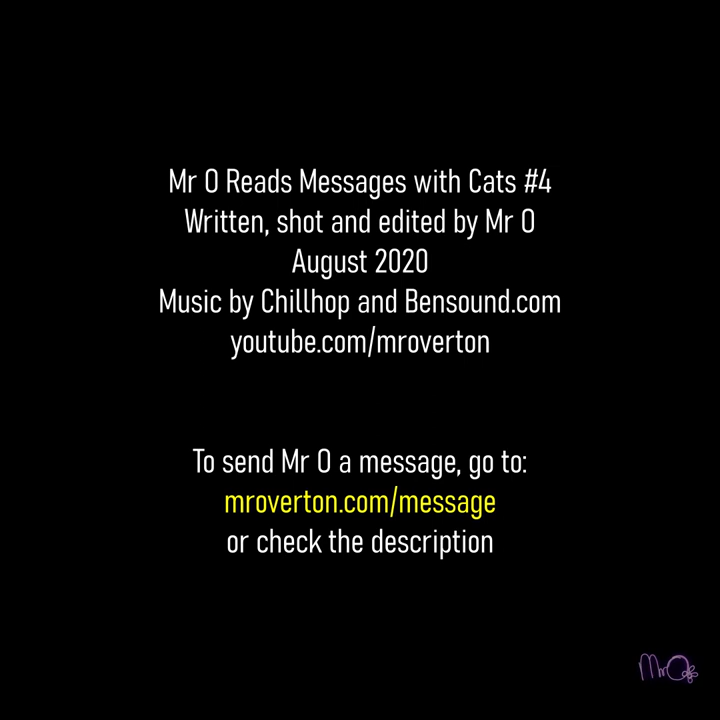 Mr O Reads Messages with Cats #4
Written, shot and edited by Mr O
August 2020
Music by Chillhop and Bensound.com
youtube.com/mroverton
To send Mr O a message, go to:
mroverton.com/message
or check the description
MrO